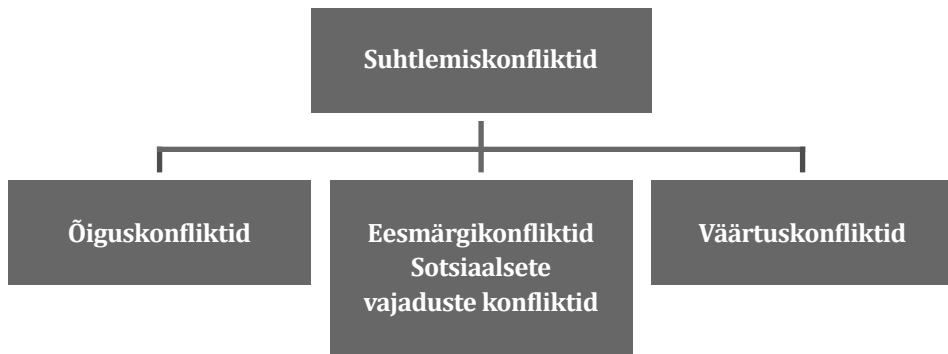 Suhtlemiskonfliktid
Õiguskonfliktid
Eesmärgikonfliktid
Sotsiaalsete
vajaduste konfliktid
Väärtuskonfliktid